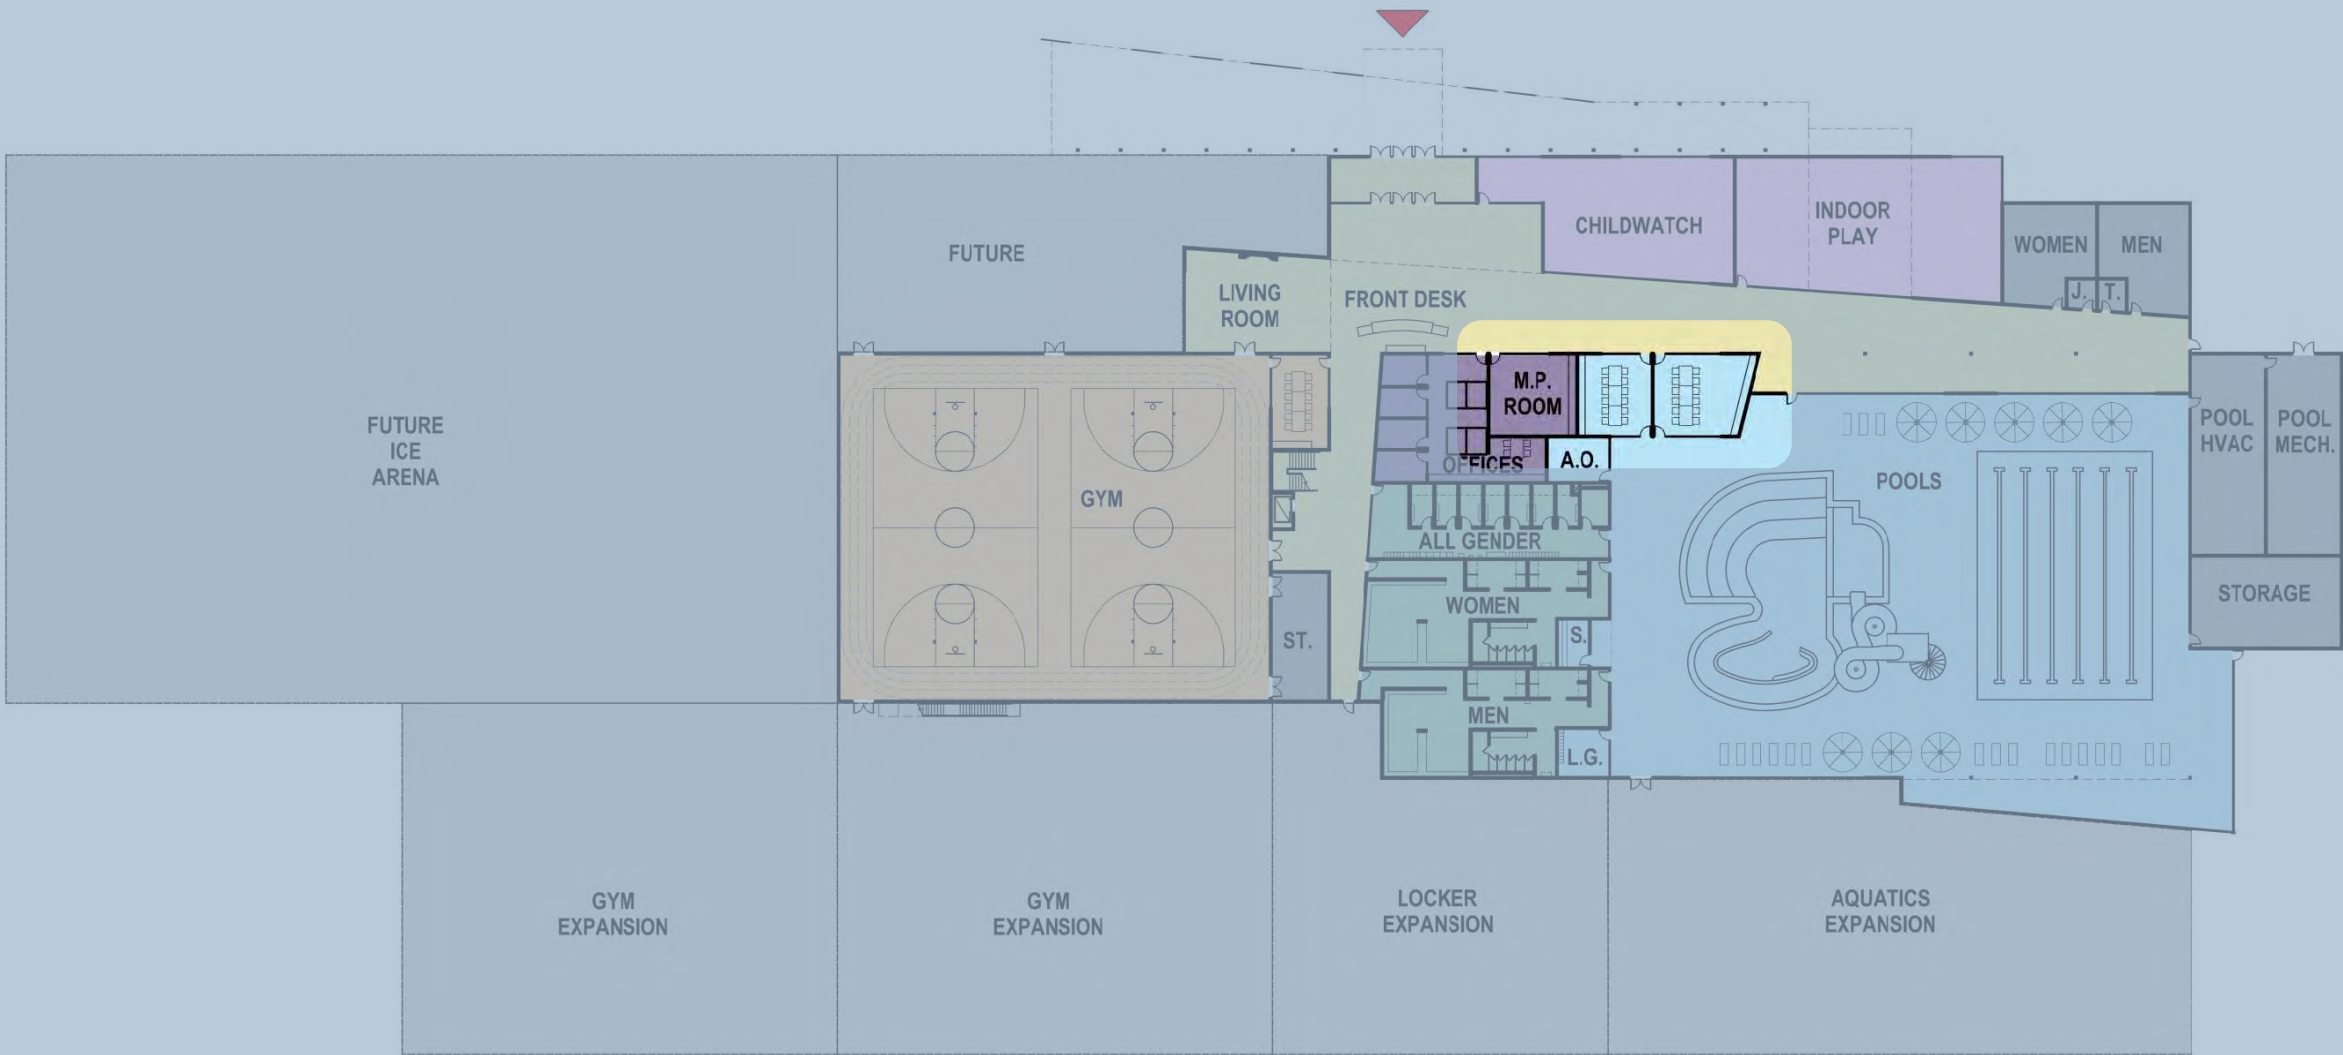 CHILDWATCH
INDOOR
PLAY
WOMEN
MEN
J.
T.
FUTURE
LIVING
ROOM
FRONT DESK
M.P.
ROOM
OFFICES
A.O.
FUTURE
ICE
ARENA
GYM
POOLS
POOL
HVAC
POOL
MECH.
STORAGE
ALL GENDER
WOMEN
S.
ST.
MEN
L.G.
GYM
EXPANSION
GYM
EXPANSION
LOCKER
EXPANSION
AQUATICS
EXPANSION